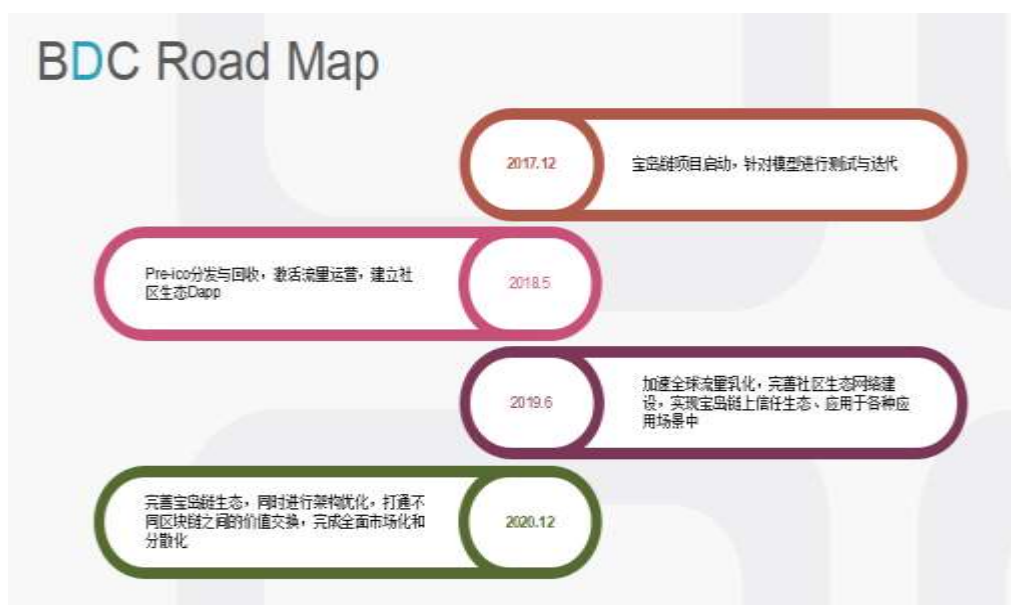 BDC Road Map
2017.12
宝岛链项目启动，针对模型进行测试与迭代
Pre-ico分发与回收，激活流量运营，建立社
区生态Dapp
2018.5
2019.6
加速全球流量乳化，完善社区生态网络建
设，实现宝岛链上信任生态、应用于各种应
用场景中
完善宝岛链生态，同时进行架构优化，打通不
同区块链之间的价值交换，完成全面市场化和
分散化
2020.12